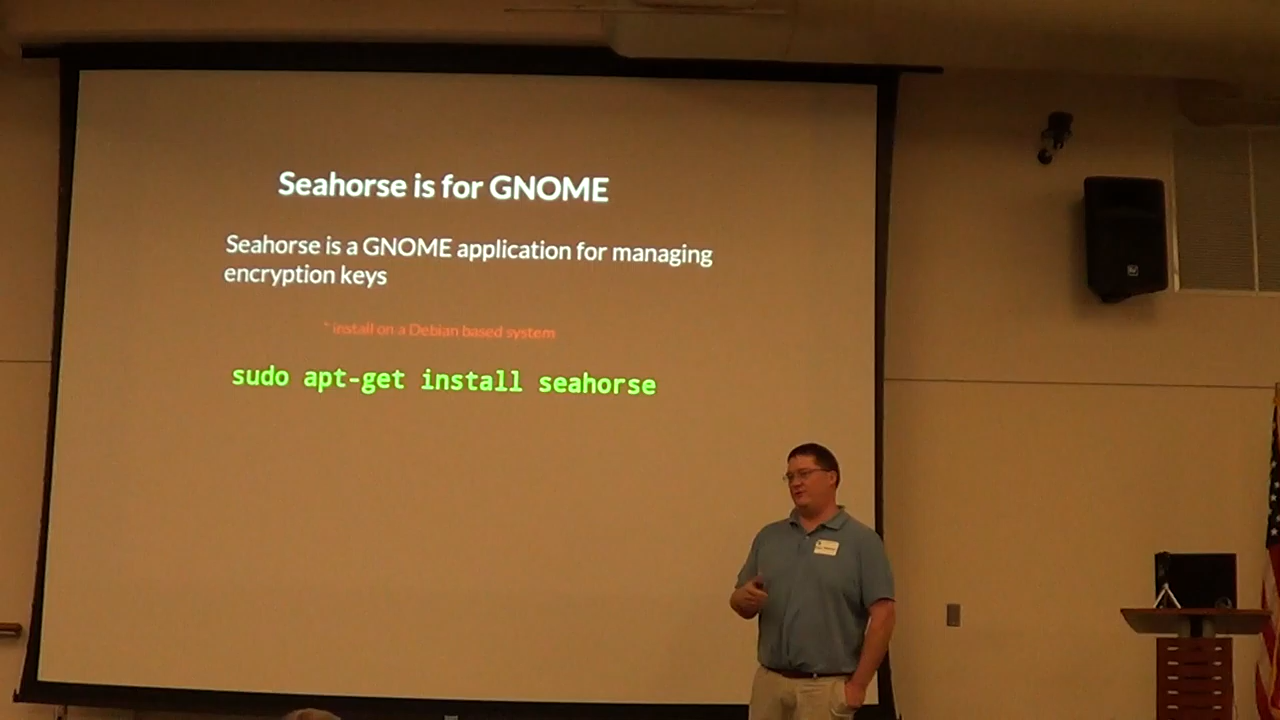 Seahorse is for GNOME
Seahorse is a GNOME application for managing
encryption keys
* install on a Debian based system
sudo apt-get install seahorse